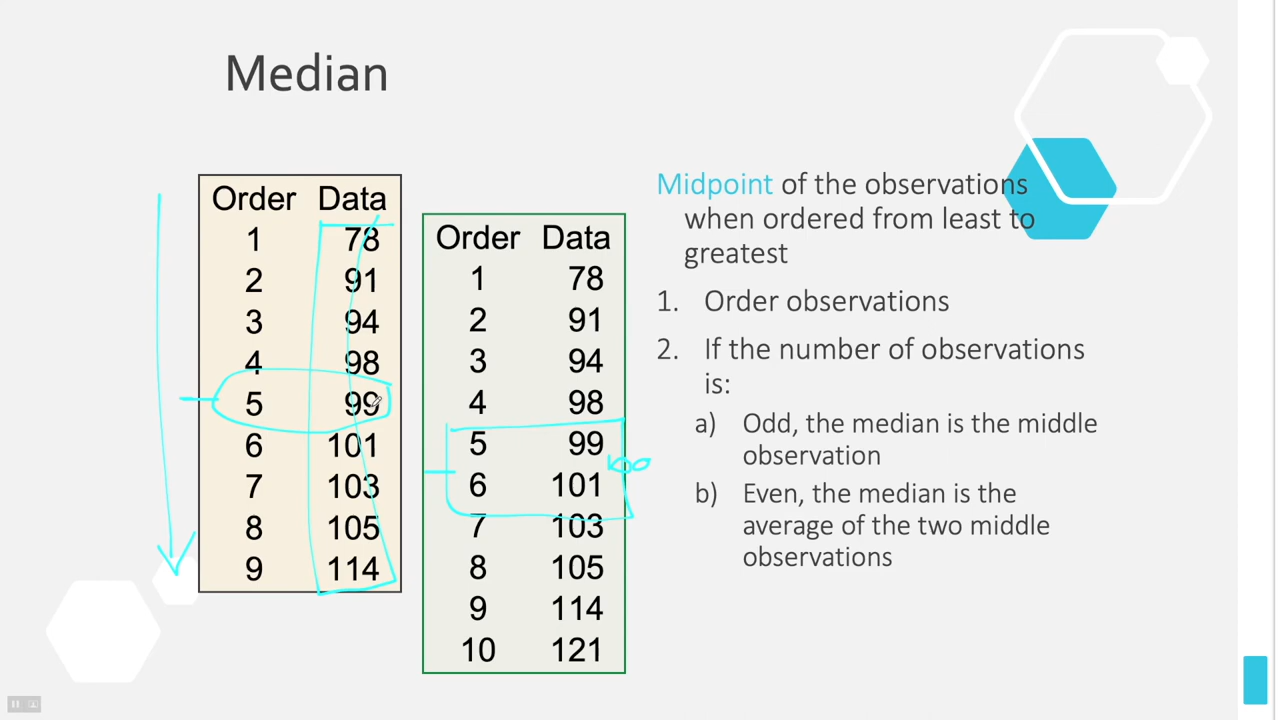 Median
Order Data
1 78
2 91
3 94
4 98
5 99
6 101
7 103
8 105
9 114
Order Data
1 78
2 91
3 94
4 98
5 99
6 101
7 103
8 105
9 114
10 121
Midpoint of the observations
when ordered from least to
greatest
1. Order observations
2. If the number of observations
is:
a) Odd, the median is the middle
observation
b) Even, the median is the
average of the two middle
observations